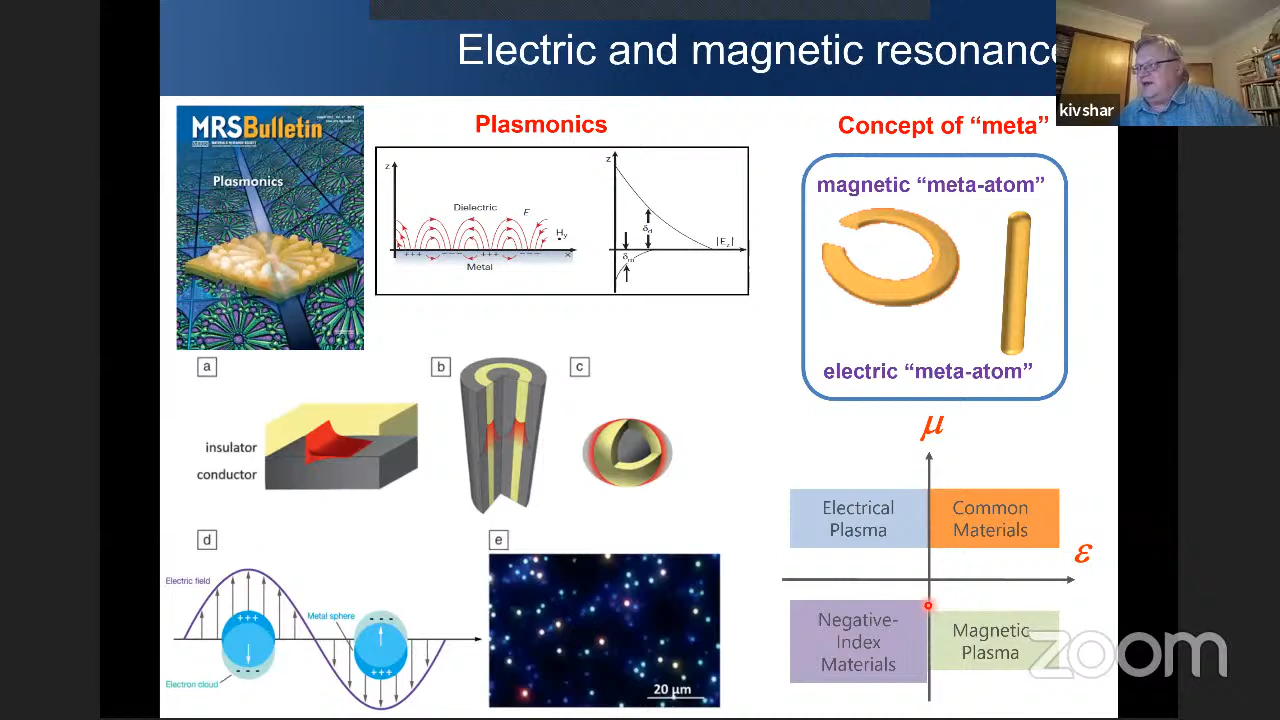 Electric and magnetic resonance
kivshar
MRSBulletin
Plasmonics
Plasmonics
z
Dielectric
E
Hy
+++
- - - -
+++
- - - -
x
Metal
z
δd
|Ez|
δm
Concept of “meta”
magnetic “meta-atom”
electric “meta-atom”
a
insulator
conductor
b
c
d
Electric field
+++
- - -
Metal sphere
- - -
+++
Electron cloud
e
20 µm
μ
Electrical
Plasma
Common
Materials
ε
Negative-
Index
Materials
Magnetic
Plasma
zoom